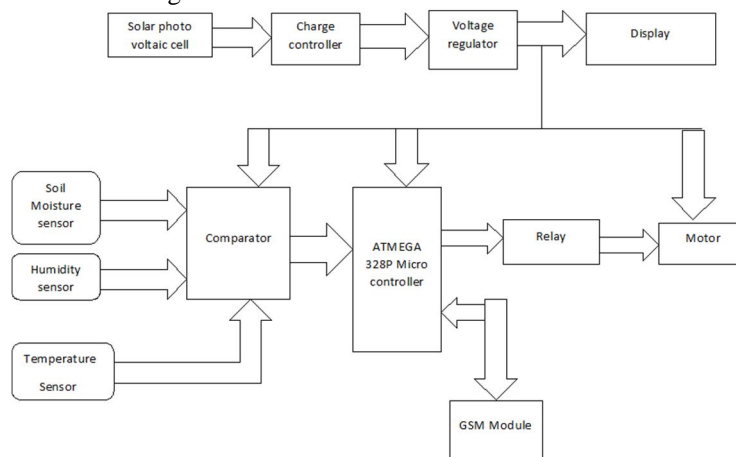 Solar photo
voltaic cell
Charge
controller
Voltage
regulator
Display
Soil
Moisture
sensor
Humidity
sensor
Temperature
Sensor
Comparator
ATMEGA
328P Micro
controller
Relay
Motor
GSM Module